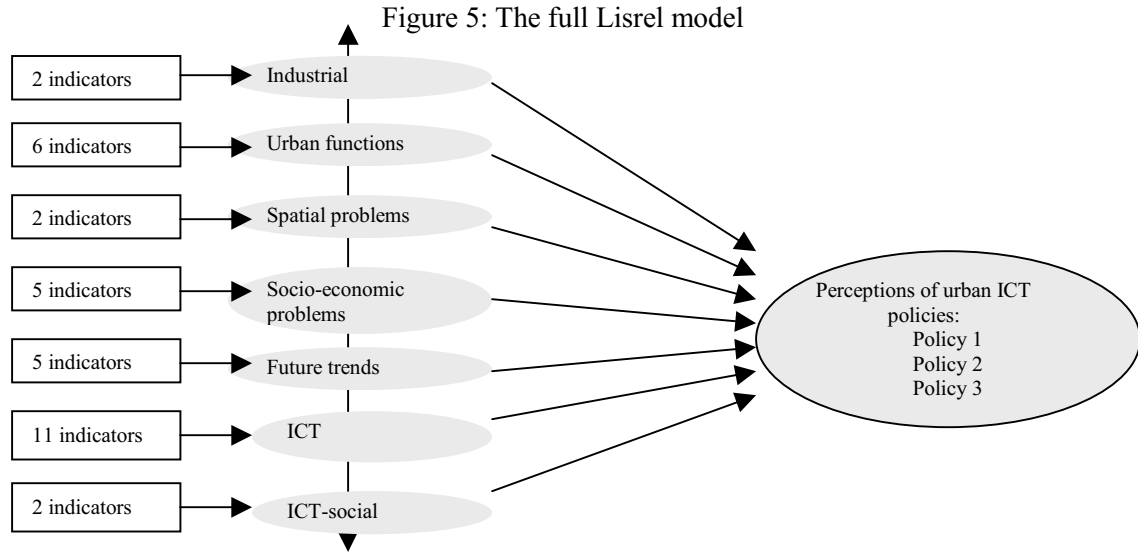 Figure 5: The full Lisrel model
2 indicators
Industrial
6 indicators
Urban functions
2 indicators
Spatial problems
5 indicators
Socio-economic
problems
5 indicators
Future trends
11 indicators
ICT
2 indicators
ICT-social
Perceptions of urban ICT
policies:
Policy 1
Policy 2
Policy 3